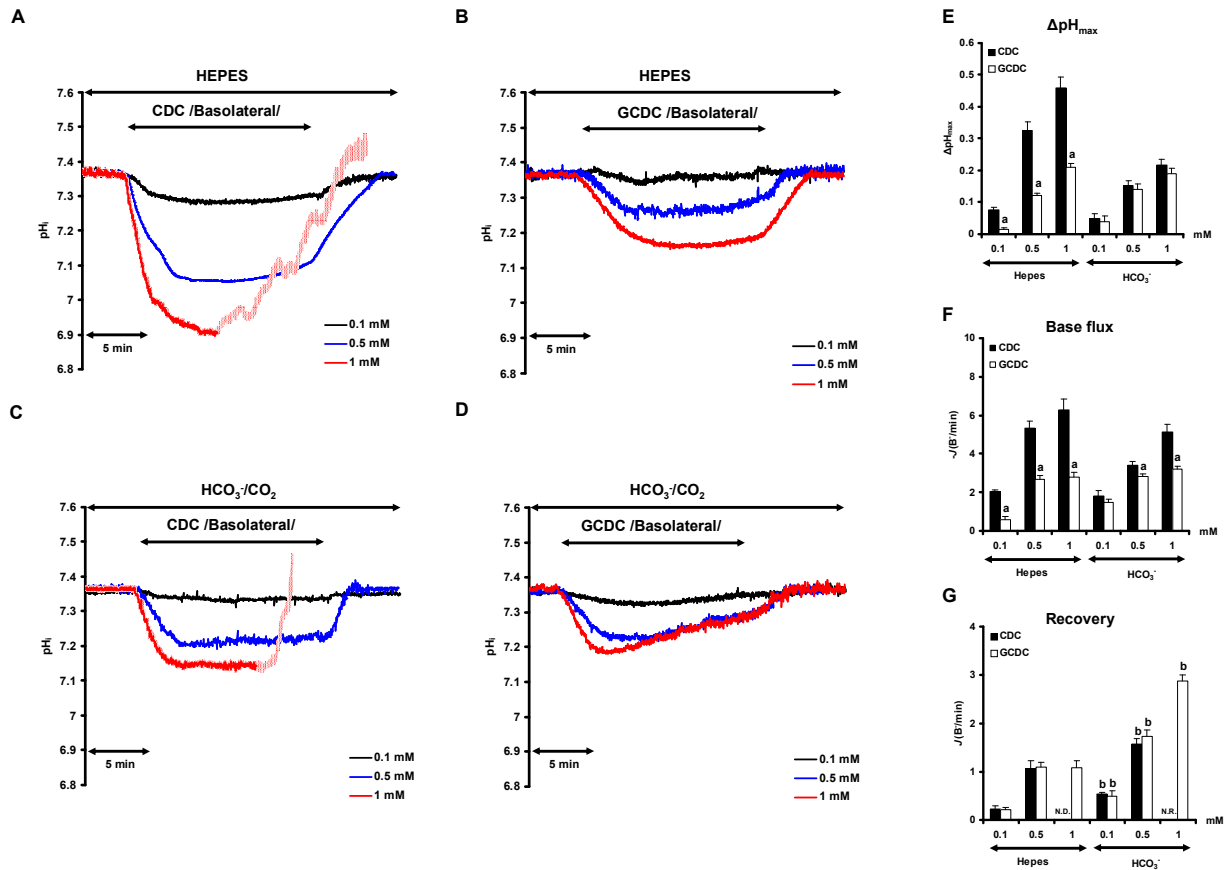 A
HEPES
CDC /Basolateral/
7.6
7.5
7.4
7.3
7.2
7.1
7
6.9
6.8
pHi
5 min
0.1 mM
0.5 mM
1 mM
B
HEPES
GCDC /Basolateral/
7.6
7.5
7.4
7.3
7.2
7.1
7
6.9
6.8
pHi
5 min
0.1 mM
0.5 mM
1 mM
C
HCO3-/CO2
CDC /Basolateral/
7.6
7.5
7.4
7.3
7.2
7.1
7
6.9
6.8
pHi
5 min
0.1 mM
0.5 mM
1 mM
D
HCO3-/CO2
GCDC /Basolateral/
7.6
7.5
7.4
7.3
7.2
7.1
7
6.9
6.8
pHi
5 min
0.1 mM
0.5 mM
1 mM
E
ΔpHmax
CDC
GCDC
0.6
0.5
0.4
0.3
0.2
0.1
0
ΔpHmax
a a a
0.1 0.5 1 0.1 0.5 1 mM
Hepes HCO3-
F
Base flux
CDC
GCDC
10
8
6
4
2
0
-J(B-/min)
a a a a a
0.1 0.5 1 0.1 0.5 1 mM
Hepes HCO3-
G
Recovery
CDC
GCDC
4
3
2
1
0
J(B-/min)
N.D. b b b b N.R. b
0.1 0.5 1 0.1 0.5 1 mM
Hepes HCO3-